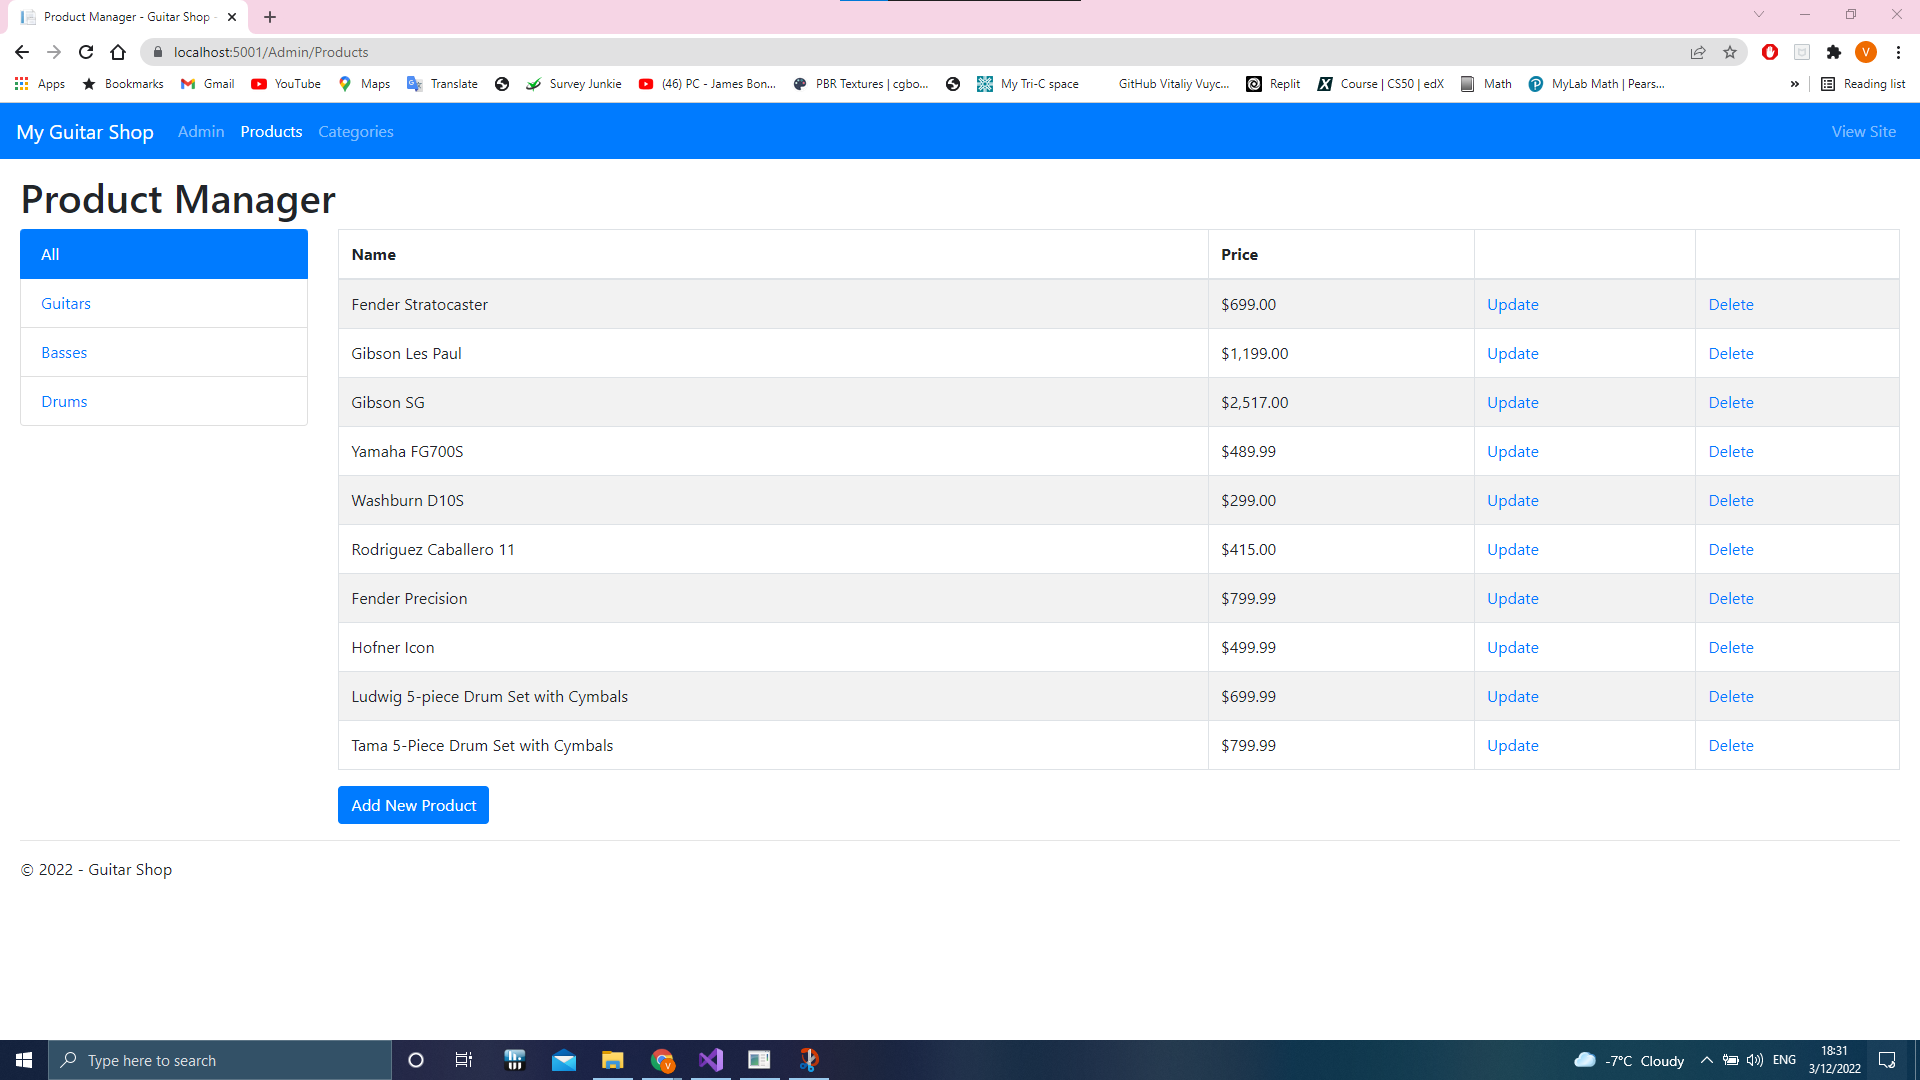 Product Manager - Guitar Shop
localhost:5001/Admin/Products
Apps Bookmarks Gmail YouTube Maps Translate Survey Junkie (46) PC - James Bon... PBR Textures | cgbo... My Tri-C space GitHub Vitaliy Vuyc... Replit Course | CS50 | edX Math MyLab Math | Pears... » Reading list
My Guitar Shop Admin Products Categories View Site
Product Manager
All
Guitars
Basses
Drums
Name Price
Fender Stratocaster $699.00 Update Delete
Gibson Les Paul $1,199.00 Update Delete
Gibson SG $2,517.00 Update Delete
Yamaha FG700S $489.99 Update Delete
Washburn D10S $299.00 Update Delete
Rodriguez Caballero 11 $415.00 Update Delete
Fender Precision $799.99 Update Delete
Hofner Icon $499.99 Update Delete
Ludwig 5-piece Drum Set with Cymbals $699.99 Update Delete
Tama 5-Piece Drum Set with Cymbals $799.99 Update Delete
Add New Product
© 2022 - Guitar Shop
Type here to search
-7°C Cloudy
ENG
18:31
3/12/2022